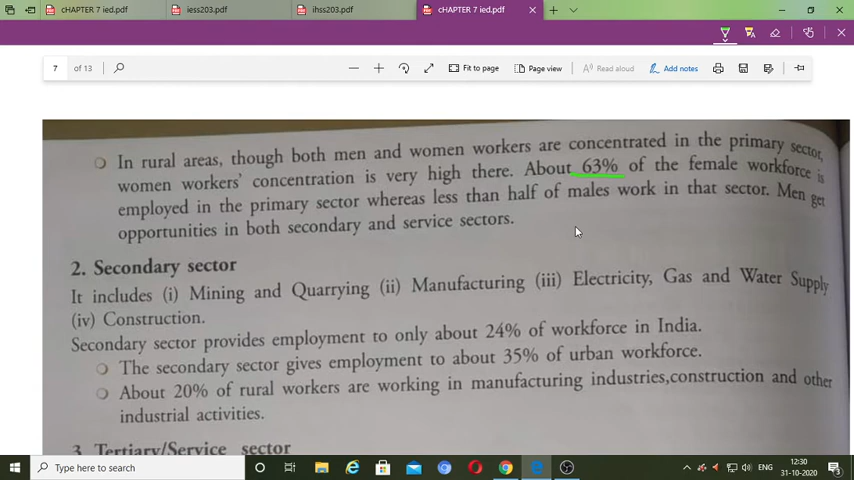 cHAPTER 7 ied.pdf
iess203.pdf
ihss203.pdf
cHAPTER 7 ied.pdf
7 of 13
Fit to page
Page view
Read aloud
Add notes
In rural areas, though both men and women workers are concentrated in the primary sector,
women workers' concentration is very high there. About 63% of the female workforce is
employed in the primary sector whereas less than half of males work in that sector. Men get
opportunities in both secondary and service sectors.
2. Secondary sector
It includes (i) Mining and Quarrying (ii) Manufacturing (iii) Electricity, Gas and Water Supply
(iv) Construction.
Secondary sector provides employment to only about 24% of workforce in India.
The secondary sector gives employment to about 35% of urban workforce.
About 20% of rural workers are working in manufacturing industries,construction and other
industrial activities.
3. Tertiary/Service sector
Type here to search
ENG
12:30
31-10-2020